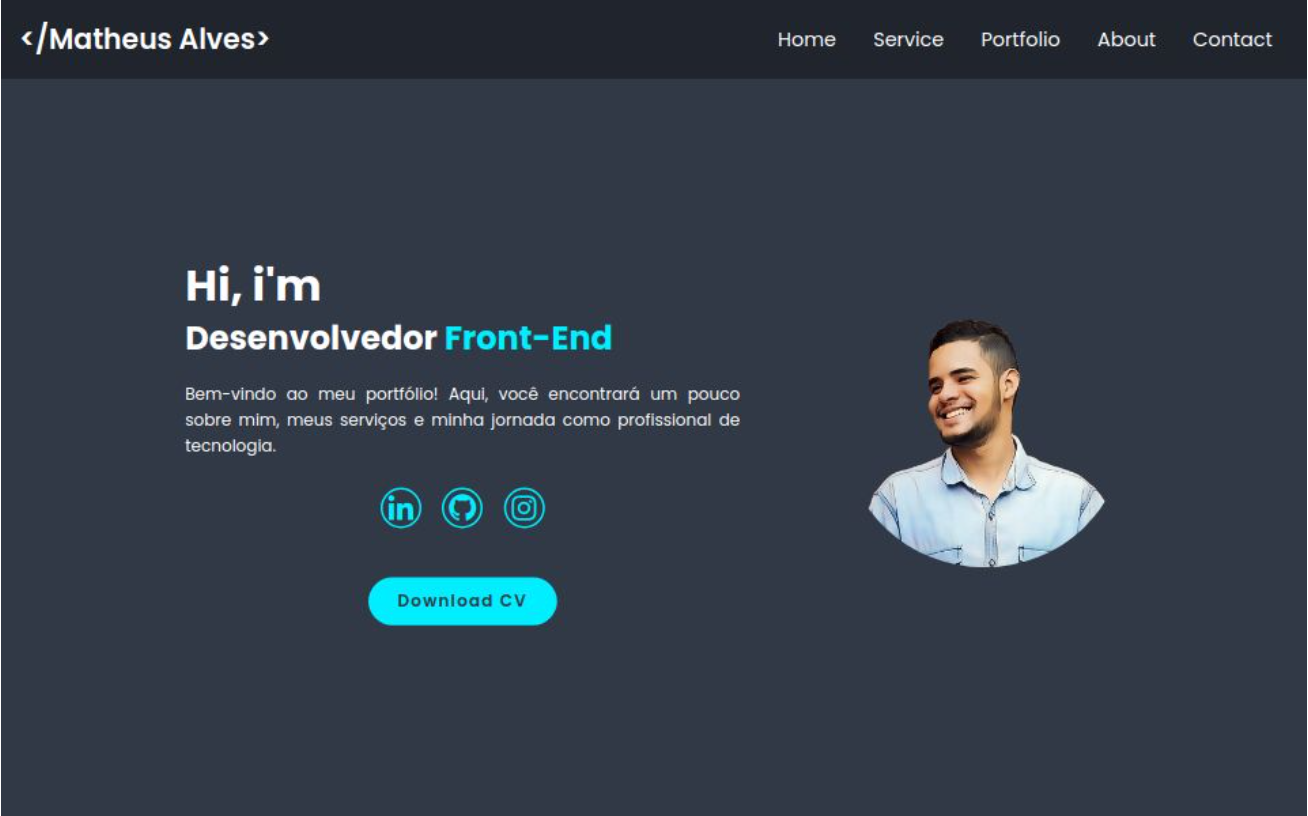 </Matheus Alves>
Home Service Portfolio About Contact
Hi, i'm
Desenvolvedor Front-End
Bem-vindo ao meu portfólio! Aqui, você encontrará um pouco
sobre mim, meus serviços e minha jornada como profissional de
tecnologia.
in
Download CV